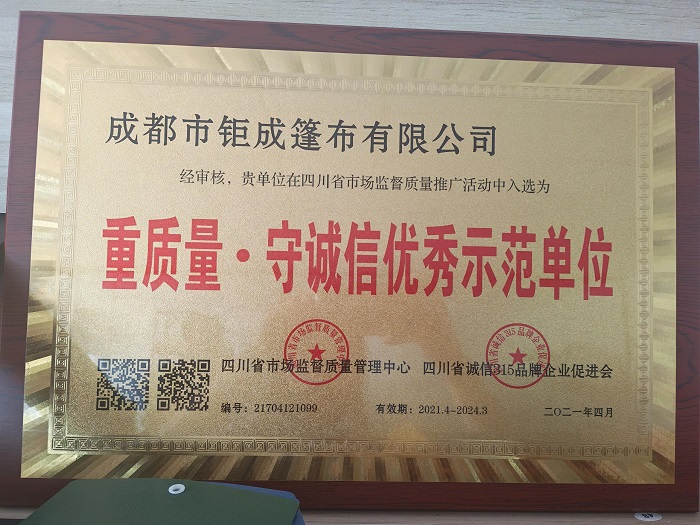 成都市钜成篷布有限公司
经审核，贵单位在四川省市场监督质量推广活动中入选为
重质量·守诚信优秀示范单位
四川省市场监督质量管理中心 四川省诚信315品牌企业促进会
编号：21704121099 有效期：2021.4-2024.3 二〇二一年四月